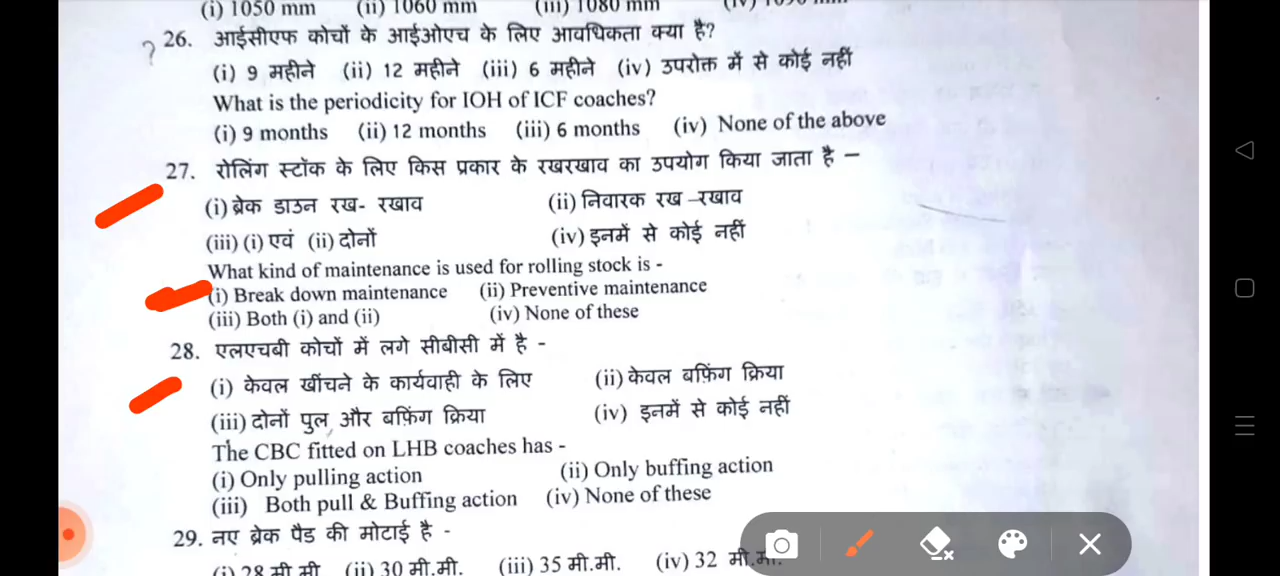 (i) 1050 mm (ii) 1060 mm (iii) 1080 mm
? 26. आईसीएफ कोचों के आईओएच के लिए आवधिकता क्या है?
(i) 9 महीने (ii) 12 महीने (iii) 6 महीने (iv) उपरोक्त में से कोई नहीं
What is the periodicity for IOH of ICF coaches?
(i) 9 months (ii) 12 months (iii) 6 months (iv) None of the above
27. रोलिंग स्टॉक के लिए किस प्रकार के रखरखाव का उपयोग किया जाता है –
(i) ब्रेक डाउन रख- रखाव (ii) निवारक रख –रखाव
(iii) (i) एवं (ii) दोनों (iv) इनमें से कोई नहीं
What kind of maintenance is used for rolling stock is -
(i) Break down maintenance (ii) Preventive maintenance
(iii) Both (i) and (ii) (iv) None of these
28. एलएचबी कोचों में लगे सीबीसी में है -
(i) केवल खींचने के कार्यवाही के लिए (ii) केवल बफ़िंग क्रिया
(iii) दोनों पुल और बफ़िंग क्रिया (iv) इनमें से कोई नहीं
The CBC fitted on LHB coaches has -
(i) Only pulling action (ii) Only buffing action
(iii) Both pull & Buffing action (iv) None of these
29. नए ब्रेक पैड की मोटाई है -
(i) 28 मी.मी. (ii) 30 मी.मी. (iii) 35 मी.मी. (iv) 32 मी.मी.